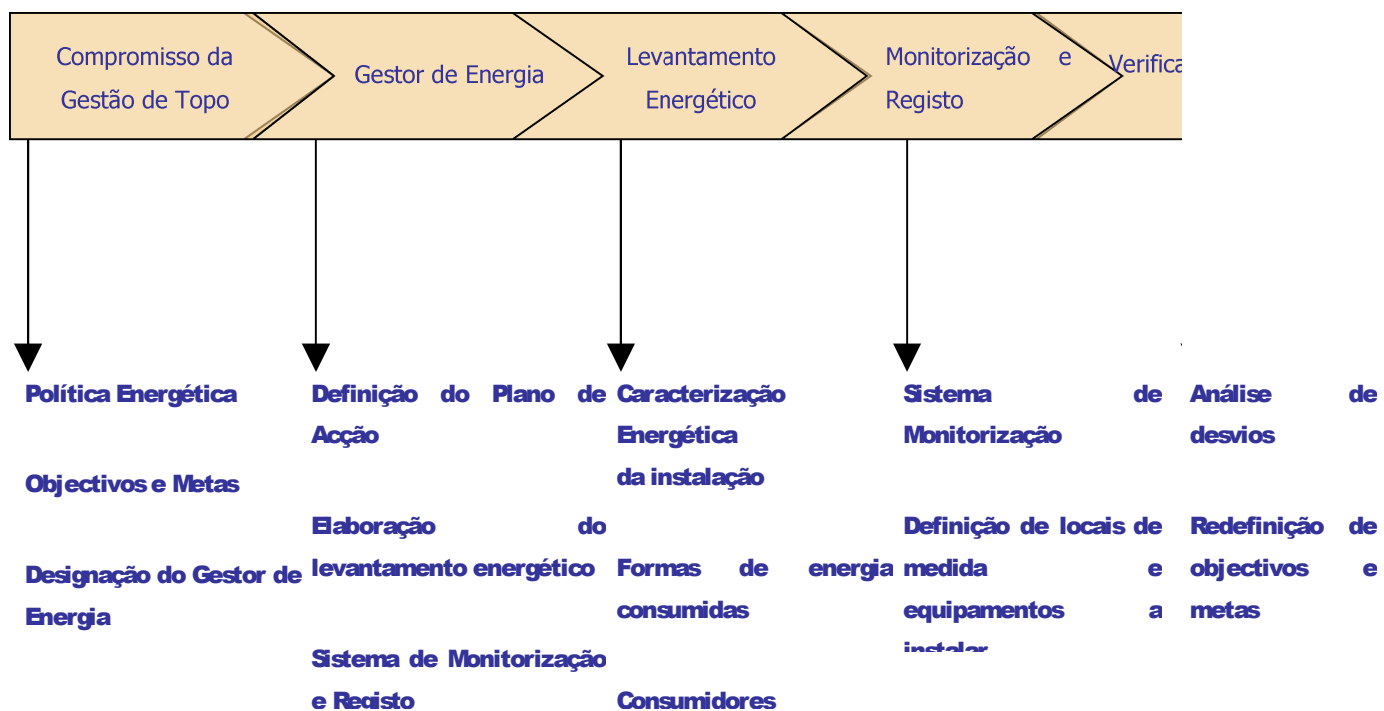 Compromisso da
Gestão de Topo
Gestor de Energia
Levantamento
Energético
Monitorização e
Registo
Política Energética
Objectivos e Metas
Designação do Gestor de
Energia
Definição do Plano de
Acção
Elaboração do
levantamento energético
Sistema de Monitorização
e Registo
Caracterização
Energética
da instalação
Formas de energia
consumidas
Consumidores
Sistema de
Monitorização
Definição de locais de
medida e
equipamentos a
instalar
Análise de
desvios
Redefinição de
objectivos e
metas